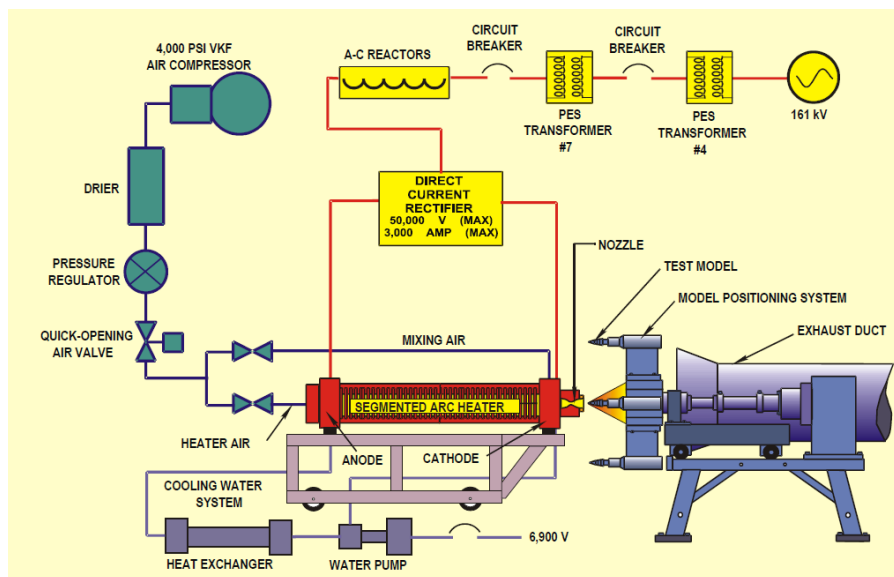 4,000 PSI VKF
AIR COMPRESSOR
A-C REACTORS
CIRCUIT
BREAKER
CIRCUIT
BREAKER
PES
TRANSFORMER
#7
PES
TRANSFORMER
#4
161 kV
DRIER
DIRECT
CURRENT
RECTIFIER
50,000 V (MAX)
3,000 AMP (MAX)
NOZZLE
PRESSURE
REGULATOR
TEST MODEL
MODEL POSITIONING SYSTEM
EXHAUST DUCT
QUICK-OPENING
AIR VALVE
MIXING AIR
SEGMENTED ARC HEATER
HEATER AIR
ANODE
CATHODE
COOLING WATER
SYSTEM
HEAT EXCHANGER
WATER PUMP
6,900 V